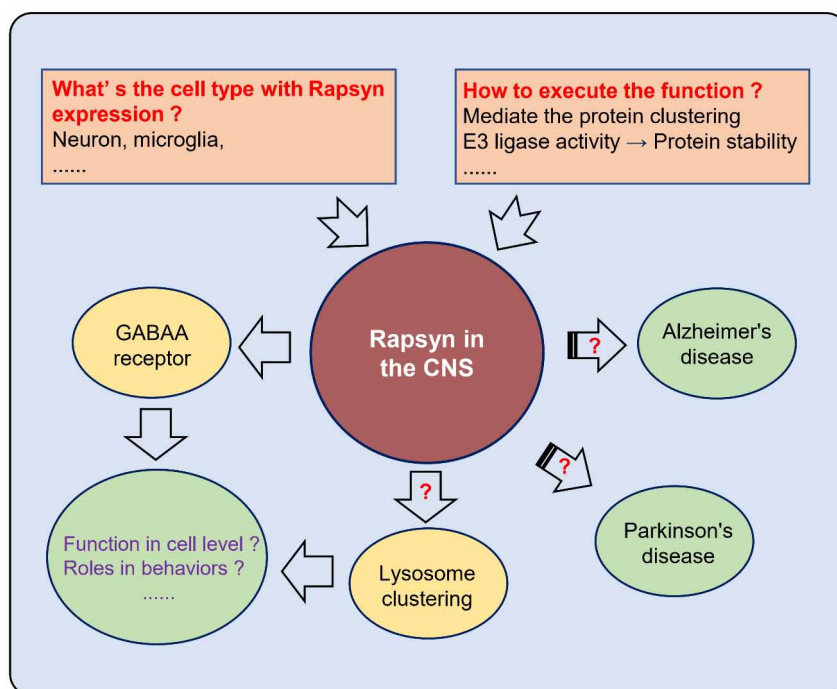 What' s the cell type with Rapsyn
expression ?
Neuron, microglia,
......
How to execute the function ?
Mediate the protein clustering
E3 ligase activity → Protein stability
......
GABAA
receptor
Rapsyn in
the CNS
?
Alzheimer's
disease
?
?
Function in cell level ?
Roles in behaviors ?
......
Lysosome
clustering
Parkinson's
disease